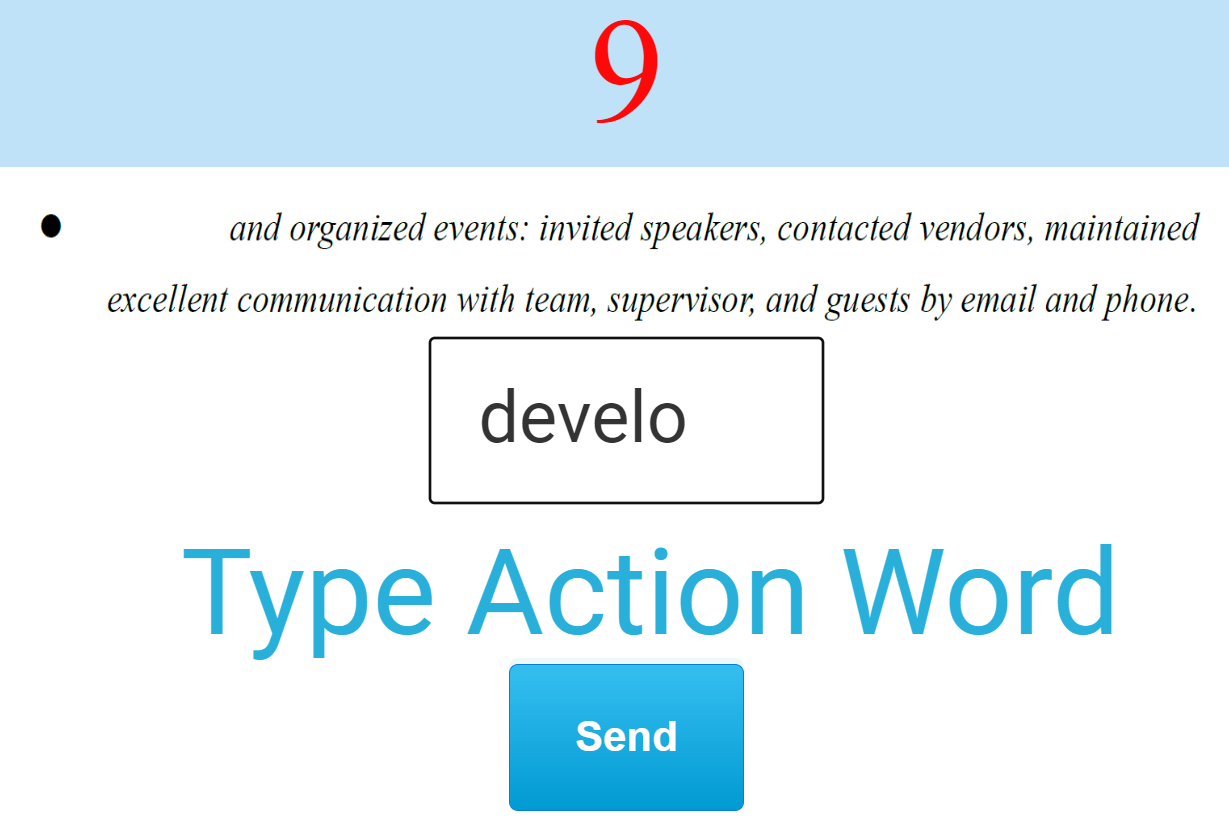 9
● and organized events: invited speakers, contacted vendors, maintained
excellent communication with team, supervisor, and guests by email and phone.
develo
Type Action Word
Send